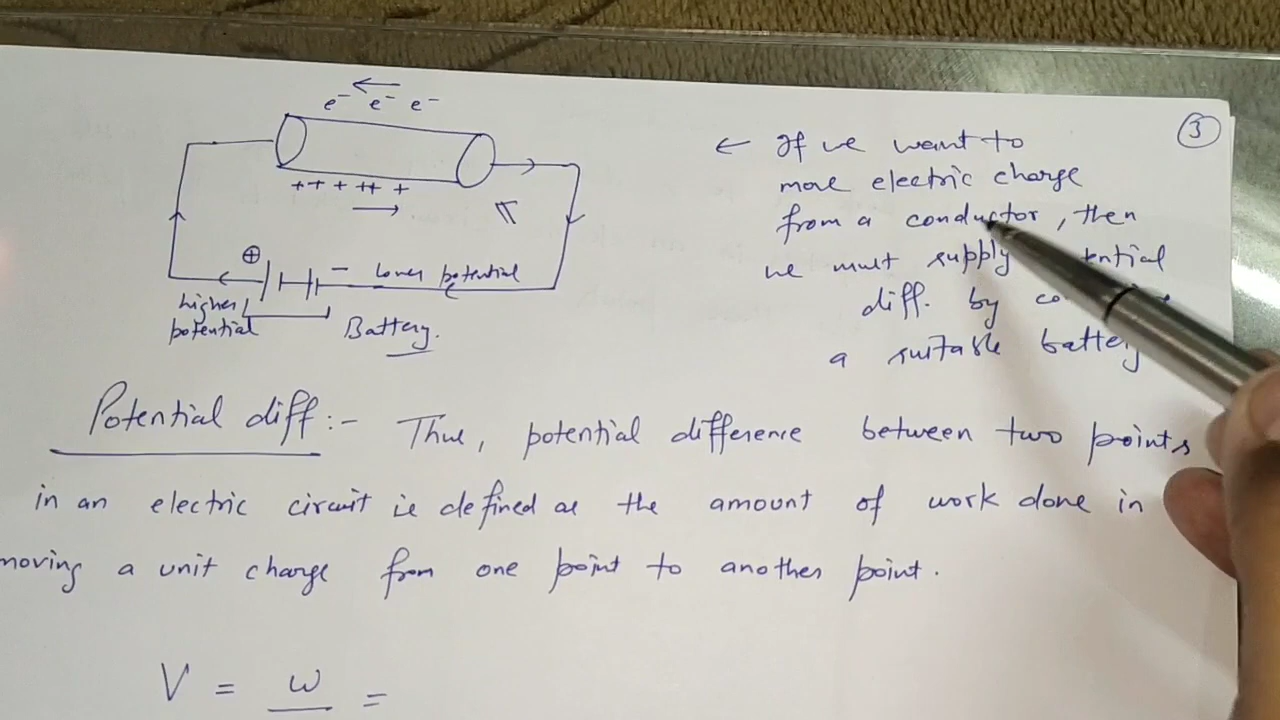 3
e⁻ e⁻ e⁻
++ + ++ +
⊕
− Lower potential
higher
potential
Battery.
← If we want to
move electric charge
from a conductor, then
we must supply
diff. by
a suitable
Potential diff :- Thus, potential difference between two points
in an electric circuit is defined as the amount of work done in
moving a unit charge from one point to another point.
V = W =